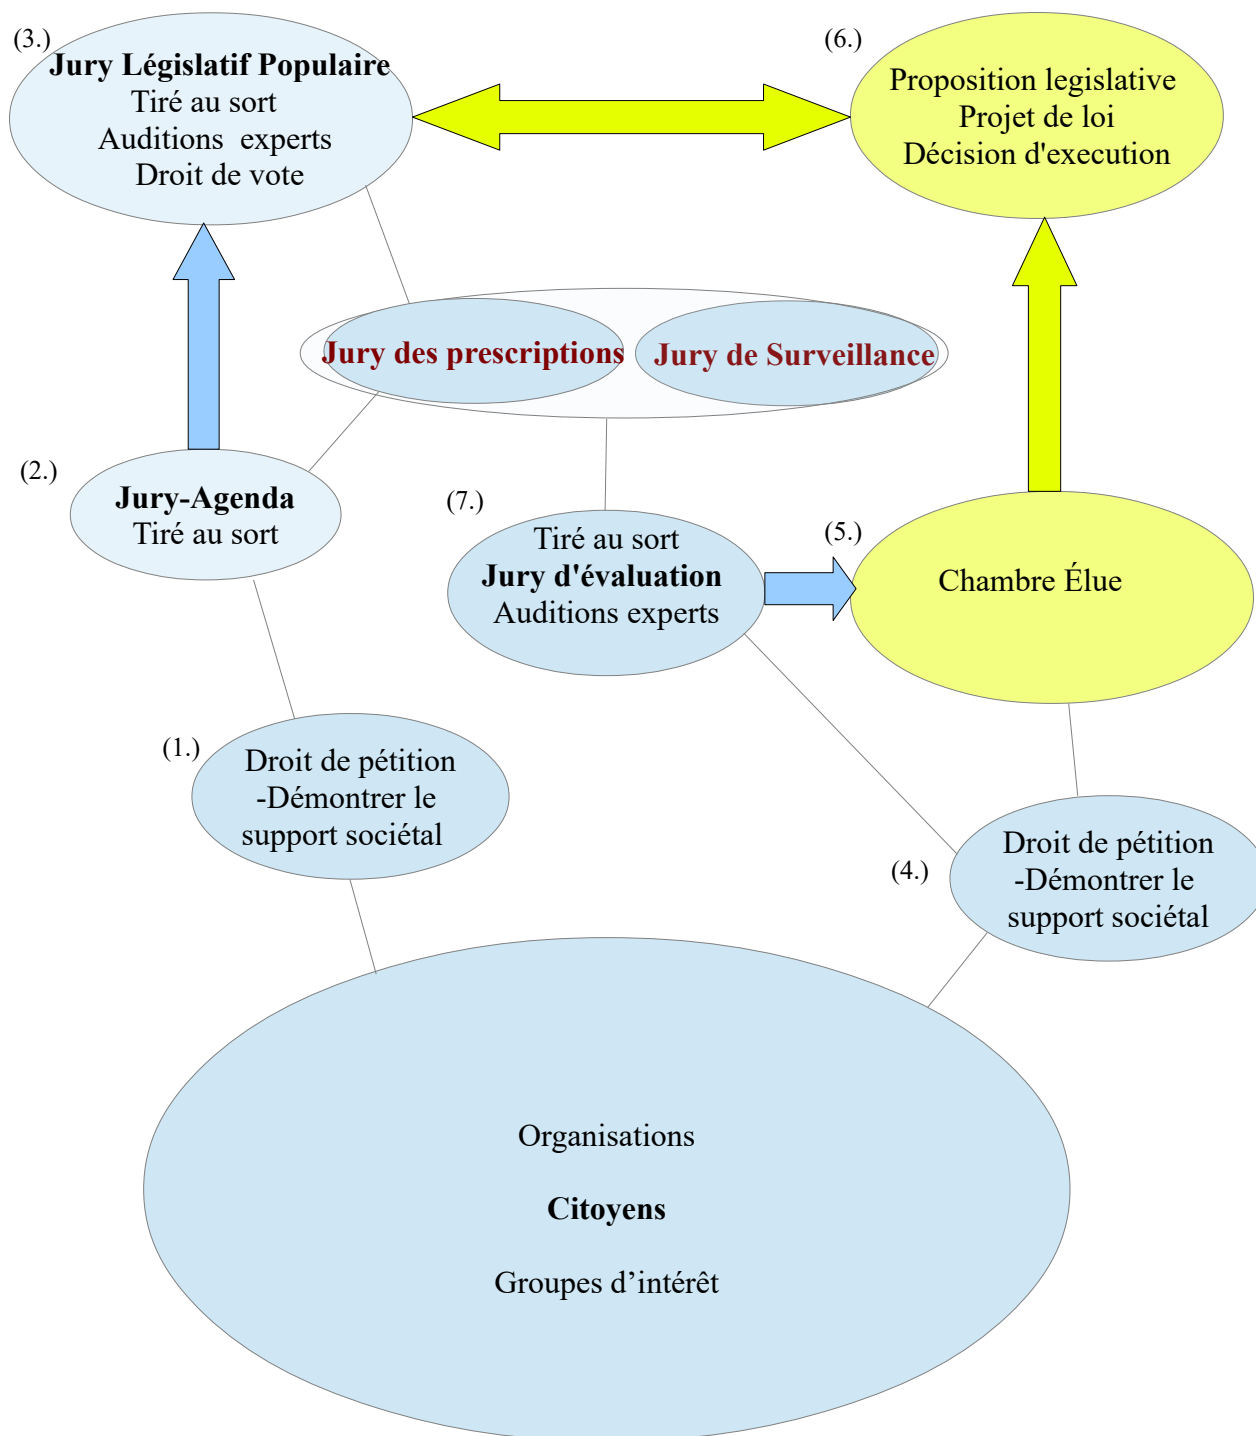 (3.)
Jury Législatif Populaire
Tiré au sort
Auditions experts
Droit de vote
(6.)
Proposition legislative
Projet de loi
Décision d'execution
Jury des prescriptions
Jury de Surveillance
(2.)
Jury-Agenda
Tiré au sort
(7.)
Tiré au sort
Jury d'évaluation
Auditions experts
(5.)
Chambre Élue
(1.)
Droit de pétition
-Démontrer le
support sociétal
(4.)
Droit de pétition
-Démontrer le
support sociétal
Organisations
Citoyens
Groupes d’intérêt